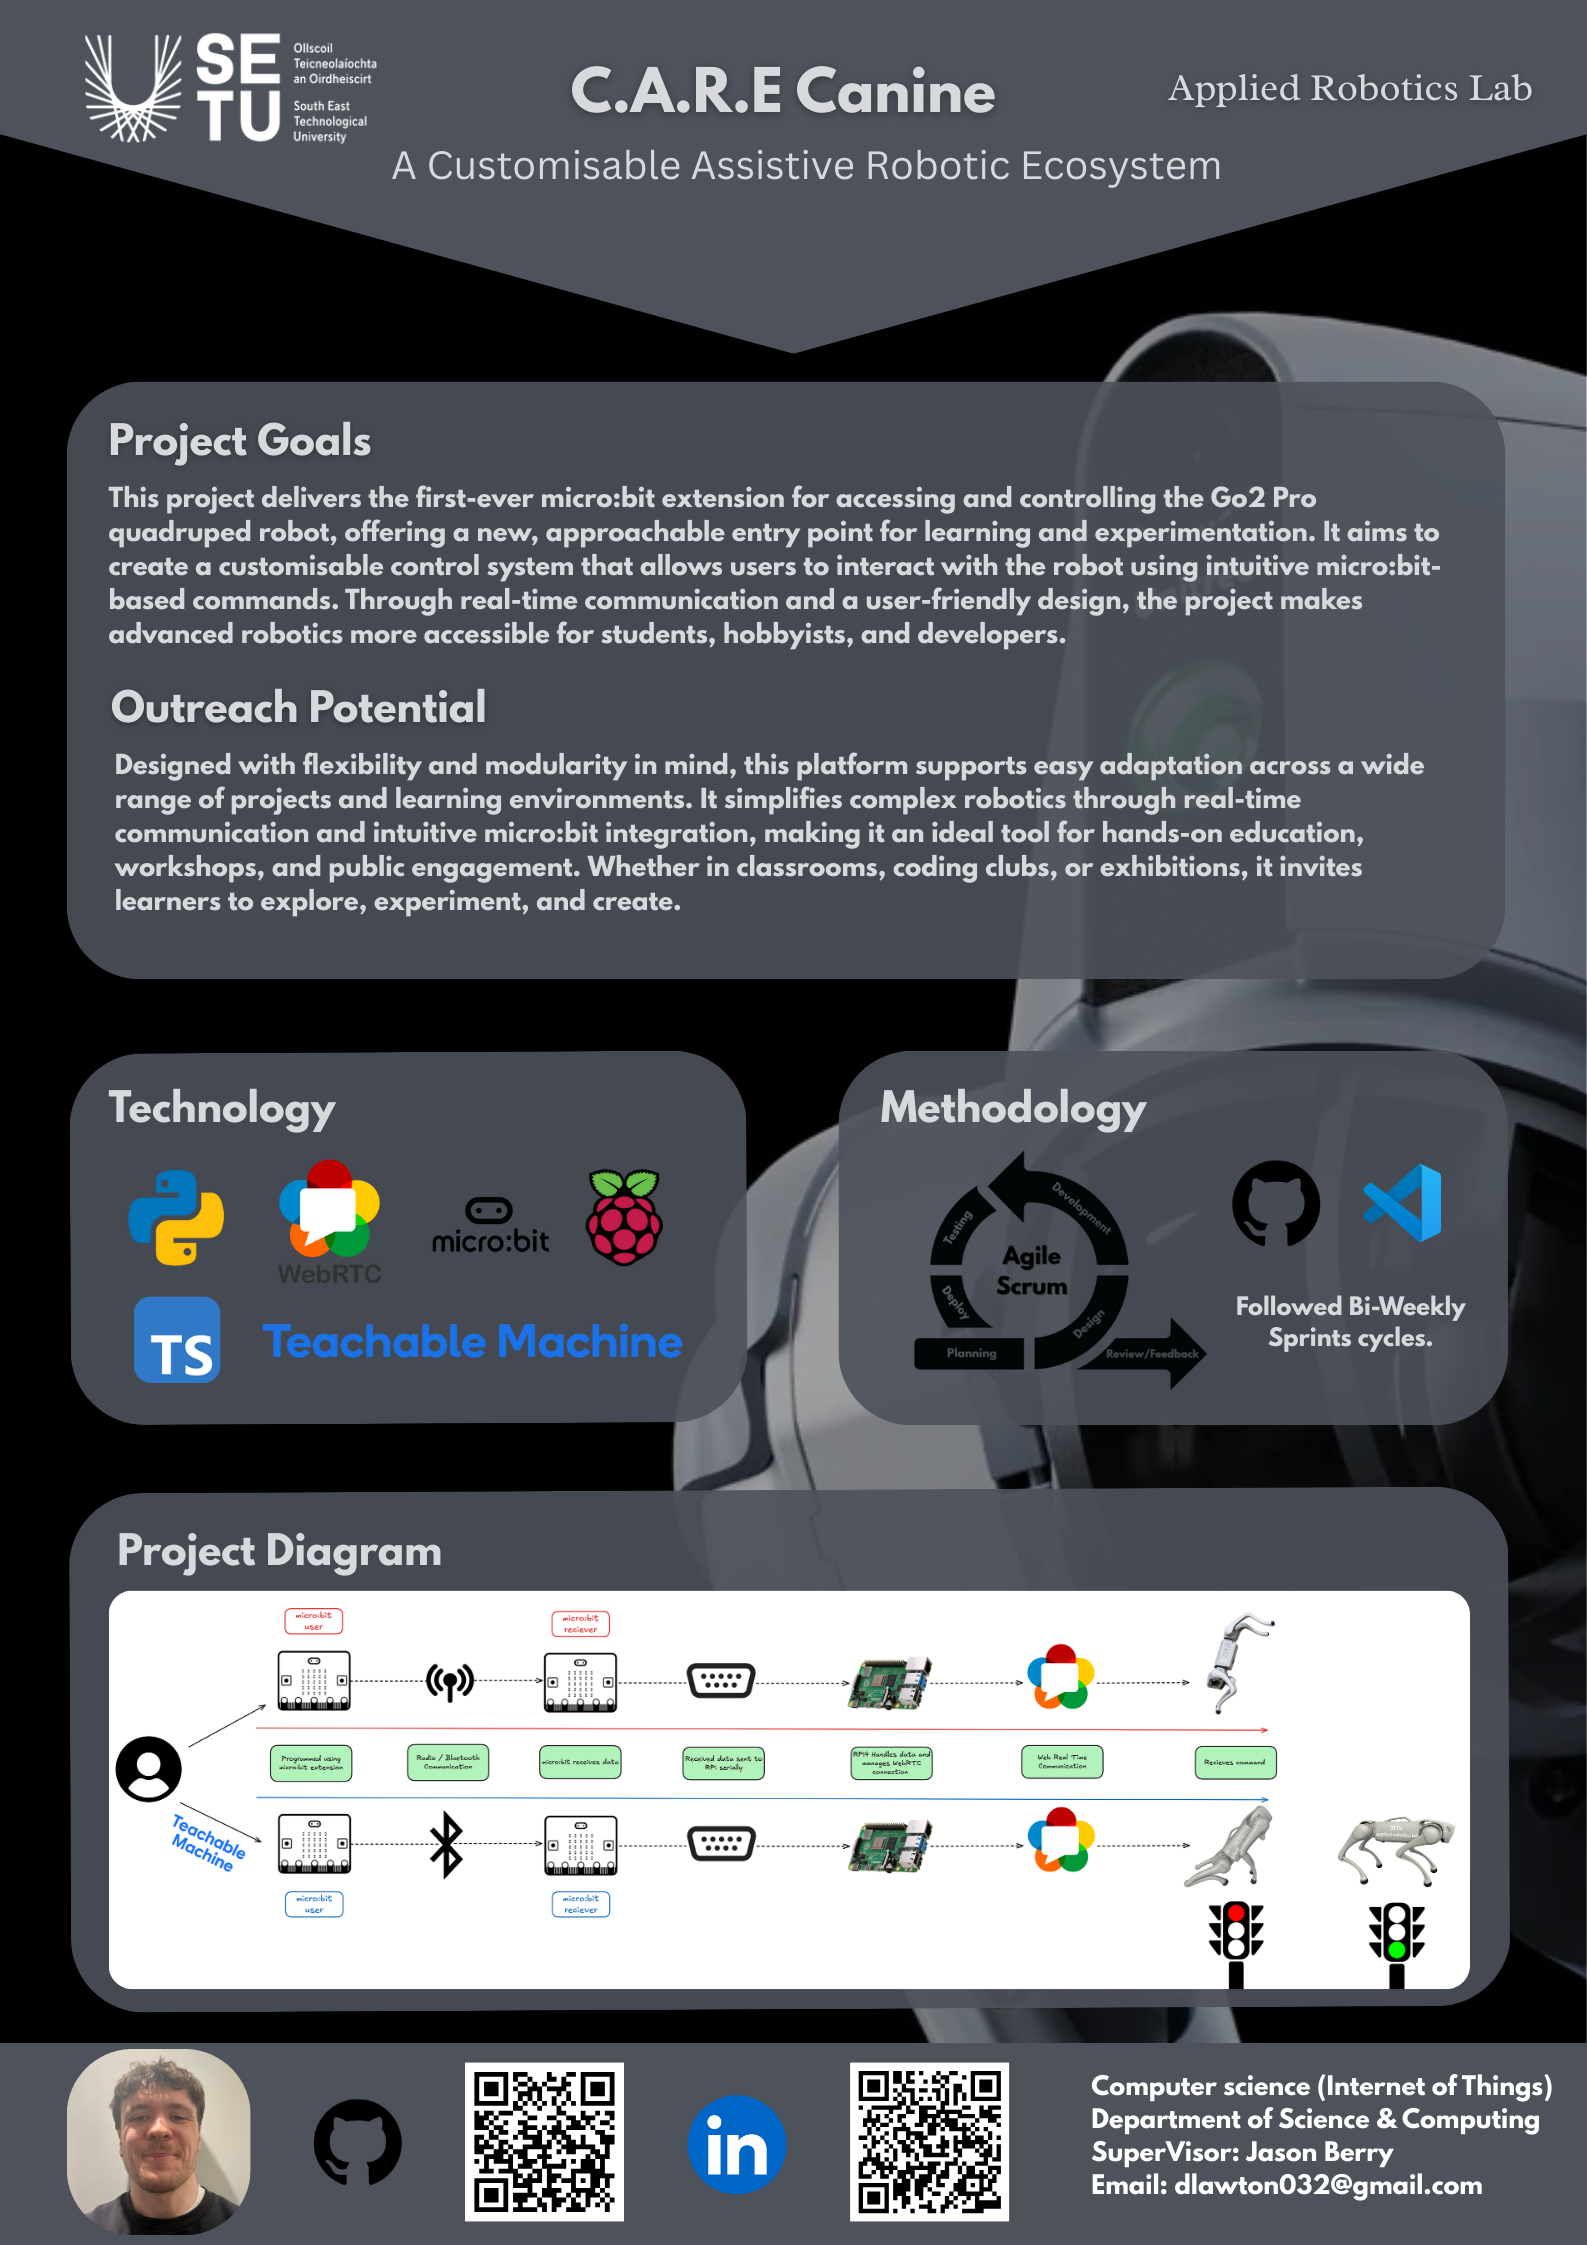 SE
TU
Ollscoil
Teicneolaíochta
an Oirdheiscirt
South East
Technological
University
C.A.R.E Canine
Applied Robotics Lab
A Customisable Assistive Robotic Ecosystem
Project Goals
This project delivers the first-ever micro:bit extension for accessing and controlling the Go2 Pro
quadruped robot, offering a new, approachable entry point for learning and experimentation. It aims to
create a customisable control system that allows users to interact with the robot using intuitive micro:bit-
based commands. Through real-time communication and a user-friendly design, the project makes
advanced robotics more accessible for students, hobbyists, and developers.
Outreach Potential
Designed with flexibility and modularity in mind, this platform supports easy adaptation across a wide
range of projects and learning environments. It simplifies complex robotics through real-time
communication and intuitive micro:bit integration, making it an ideal tool for hands-on education,
workshops, and public engagement. Whether in classrooms, coding clubs, or exhibitions, it invites
learners to explore, experiment, and create.
Technology
WebRTC
micro:bit
TS
Teachable Machine
Methodology
Testing
Development
Agile
Scrum
Deploy
Design
Planning
Review/Feedback
Followed Bi-Weekly
Sprints cycles.
Project Diagram
micro:bit
user
micro:bit
reciever
Programmed using
micro:bit extension
Radio / Bluetooth
Communication
micro:bit receives data
Received data sent to
RPi serially
RPI4 Handles data and
manages WebRTC
connection
Web Real Time
Communication
Recieves command
Teachable
Machine
micro:bit
user
micro:bit
reciever
SETU
in
Computer science (Internet of Things)
Department of Science & Computing
SuperVisor: Jason Berry
Email: dlawton032@gmail.com